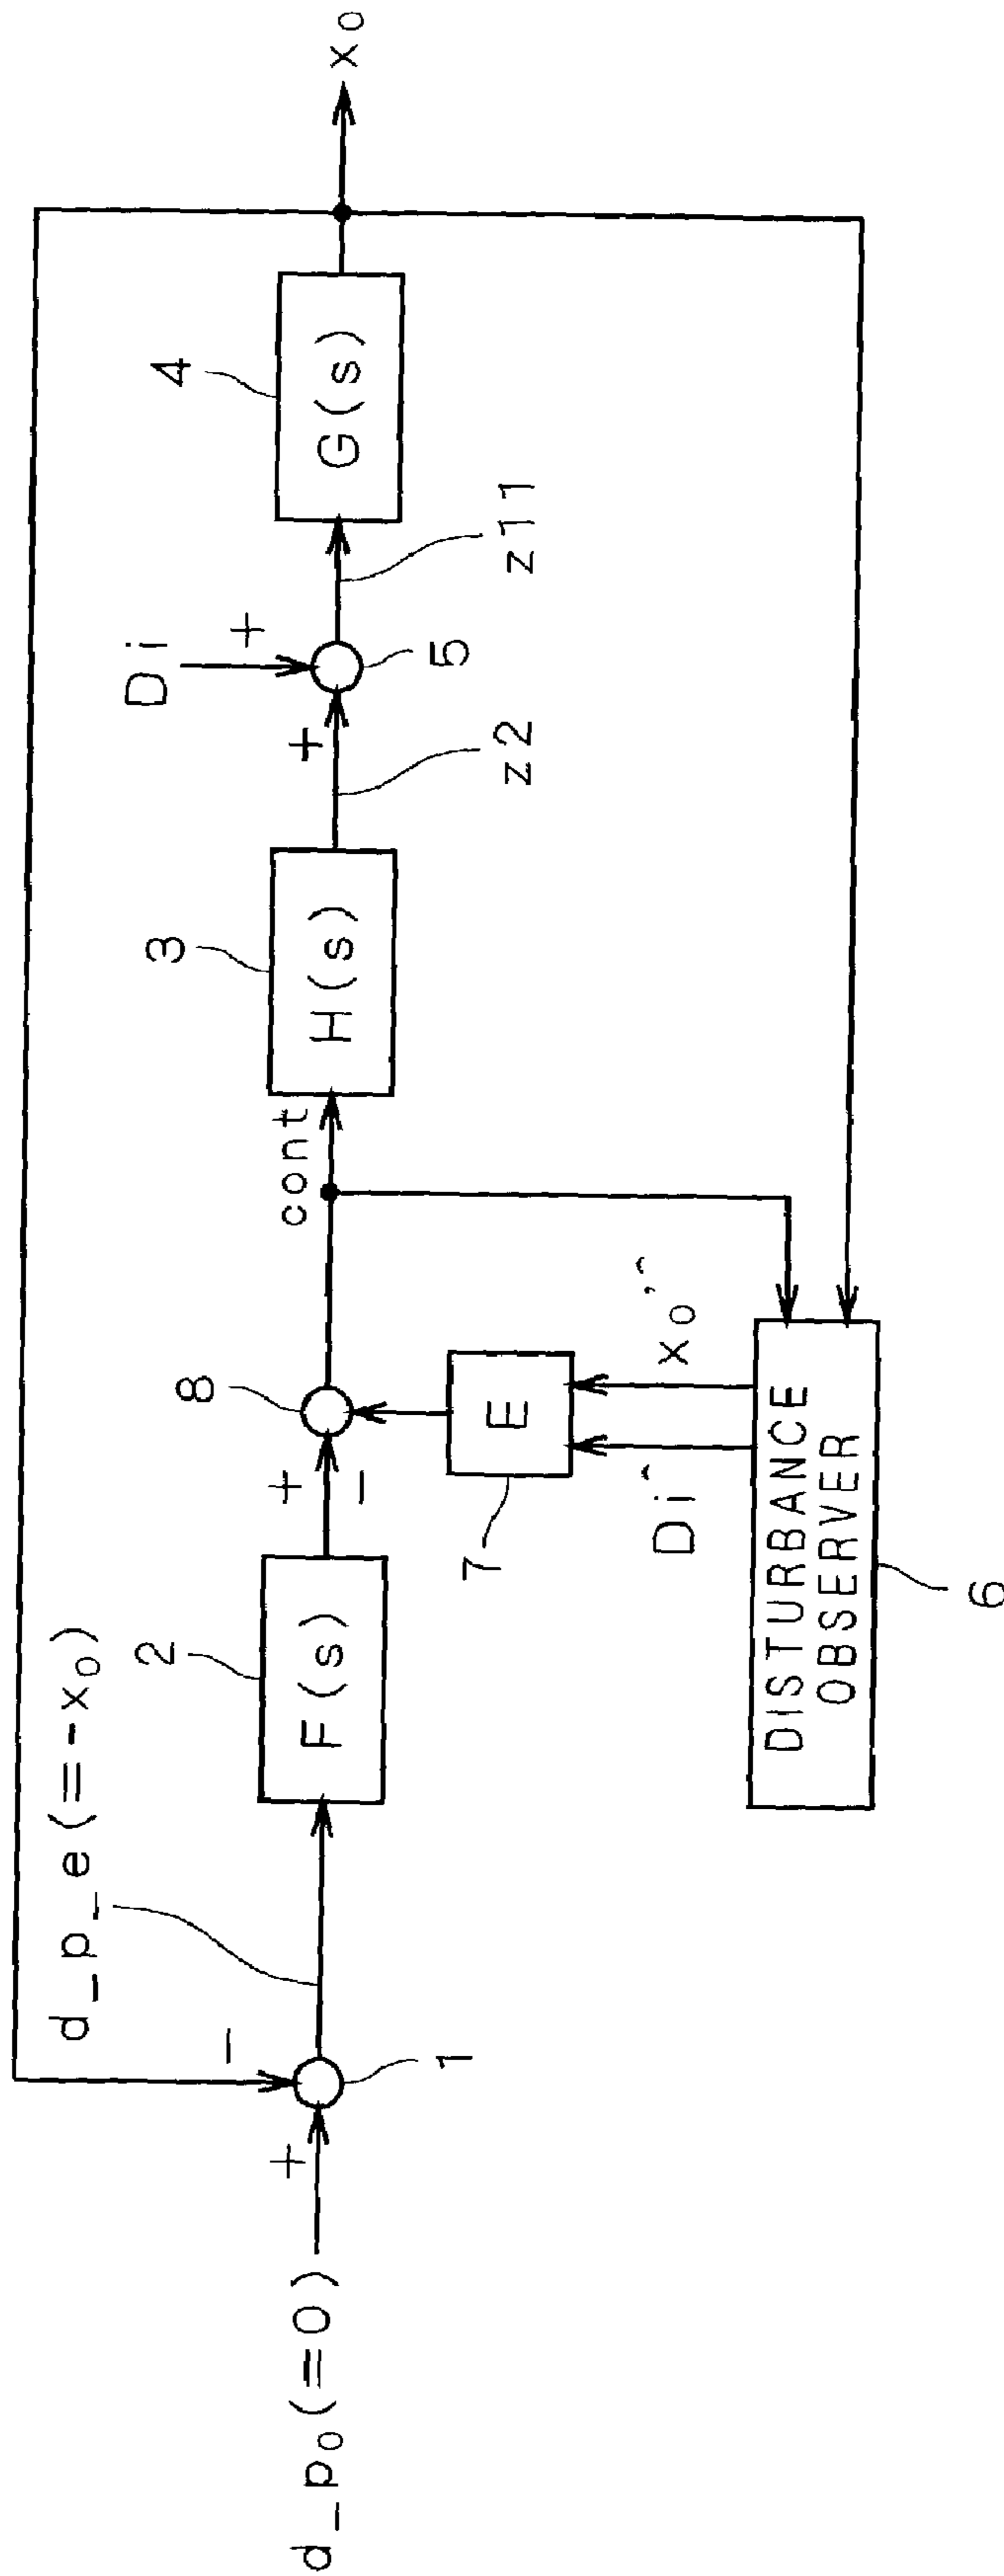 d_p₀(=0)
+
-
1
d_p_e(=-x₀)
2
F(s)
+
-
8
7
E
Di^
x₀'^
DISTURBANCE
OBSERVER
6
cont
3
H(s)
z2
+
Di
+
5
z11
4
G(s)
x₀